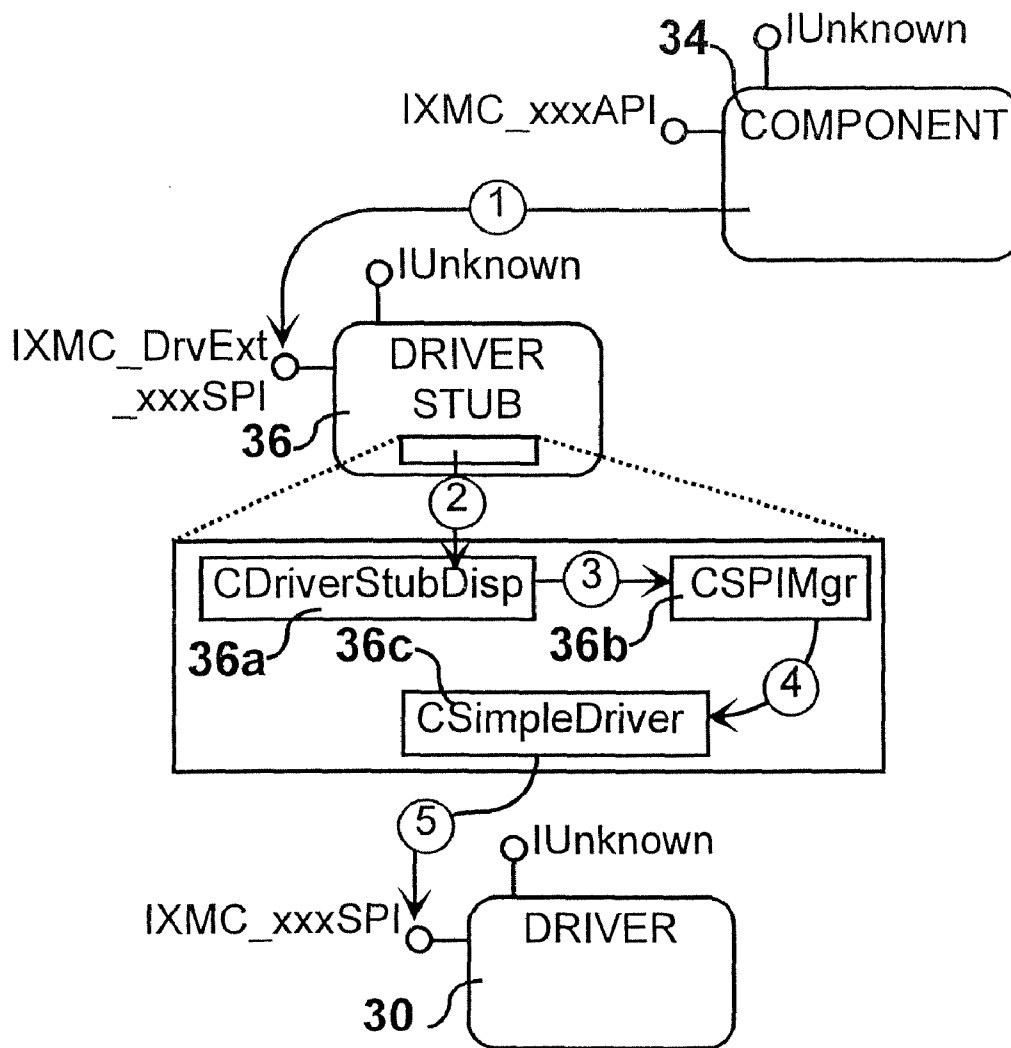 34
IUnknown
IXMC_xxxAPI
COMPONENT
1
IUnknown
IXMC_DrvExt
_xxxSPI
DRIVER
STUB
36
2
CDriverStubDisp
3
CSPIMgr
36a
36c
36b
4
CSimpleDriver
5
IUnknown
IXMC_xxxSPI
DRIVER
30